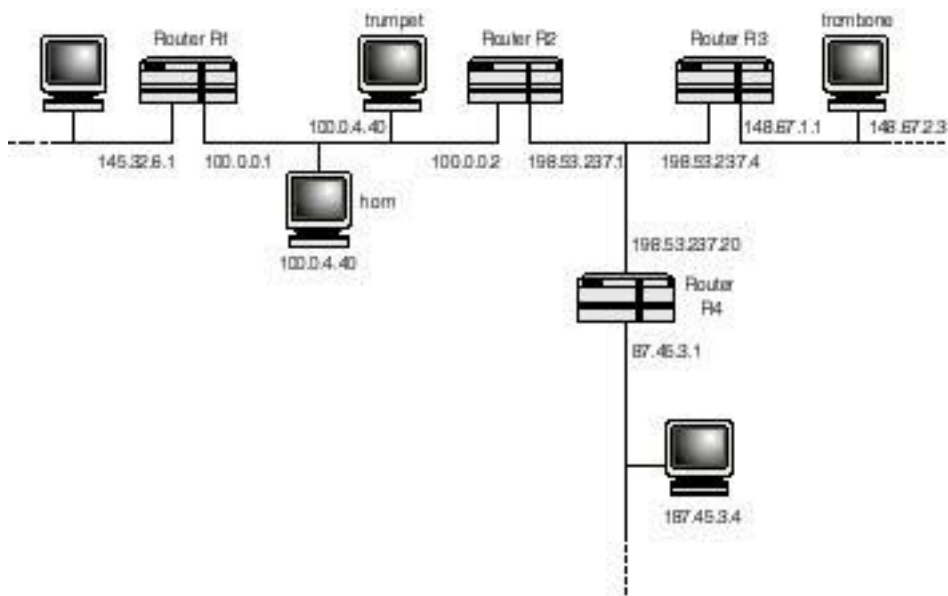 trumpet
trombone
Router R1
Router R2
Router R3
100.0.4.40
148.67.1.1
148.67.2.3
145.32.6.1
100.0.0.1
100.0.0.2
198.53.237.1
198.53.237.4
horn
100.0.4.40
198.53.237.20
Router
R4
87.45.3.1
187.45.3.4